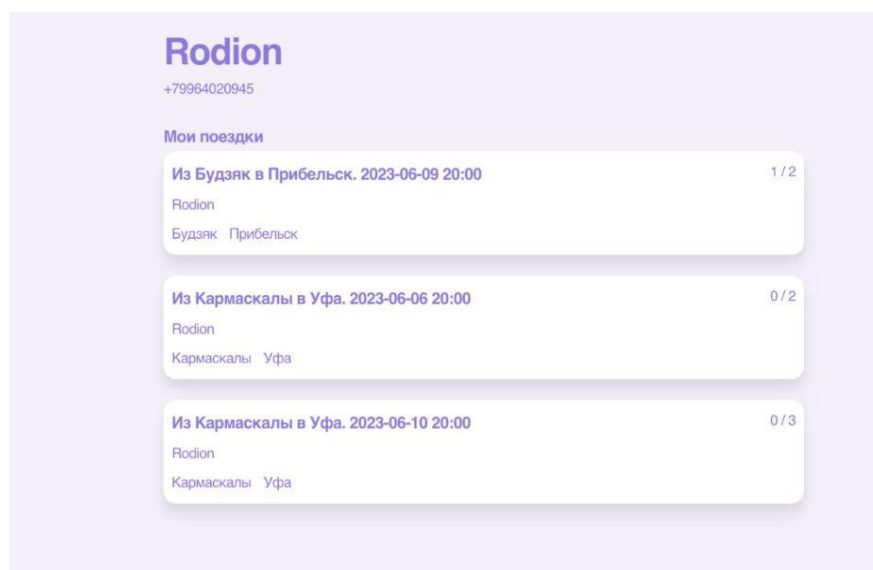 Rodion
+79964020945
Мои поездки
Из Будзяк в Прибельск. 2023-06-09 20:00 1 / 2
Rodion
Будзяк Прибельск
Из Кармаскалы в Уфа. 2023-06-06 20:00 0 / 2
Rodion
Кармаскалы Уфа
Из Кармаскалы в Уфа. 2023-06-10 20:00 0 / 3
Rodion
Кармаскалы Уфа